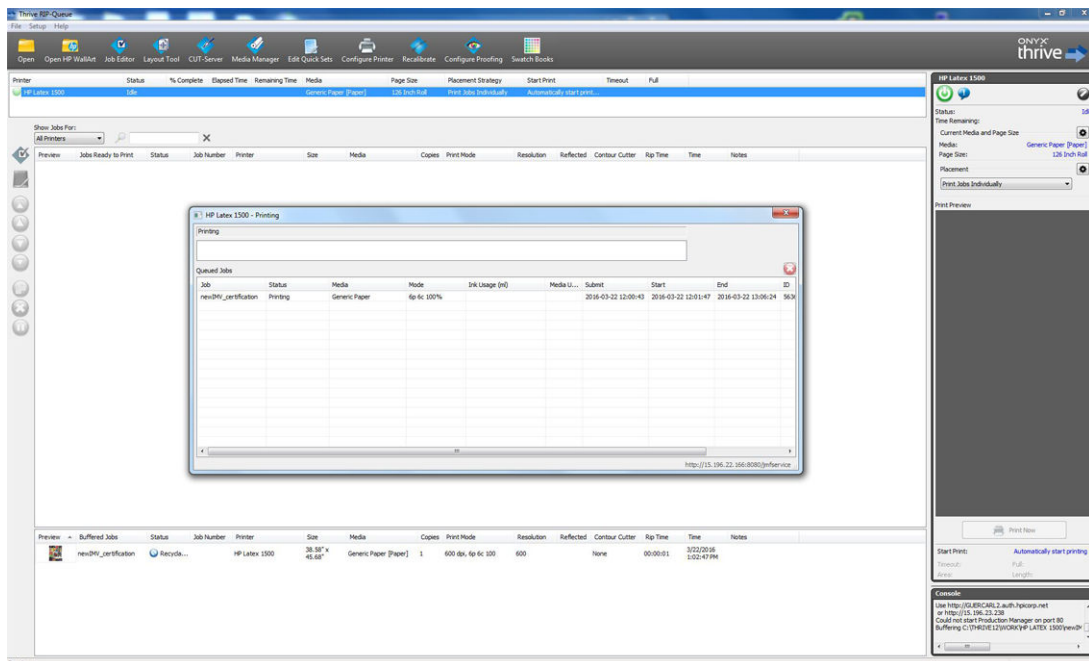 Thrive RIP-Queue
File Setup Help
Open Open HP WallArt Job Editor Layout Tool CUT-Server Media Manager Edit Quick Sets Configure Printer Recalibrate Configure Proofing Swatch Books
ONYX
thrive
Printer Status % Complete Elapsed Time Remaining Time Media Page Size Placement Strategy Start Print Timeout Full
HP Latex 1500 Idle Generic Paper [Paper] 126 Inch Roll Print Jobs Individually Automatically start print...
Show Jobs For:
All Printers
Preview Jobs Ready to Print Status Job Number Printer Size Media Copies Print Mode Resolution Reflected Contour Cutter Rip Time Time Notes
HP Latex 1500 - Printing
Printing
Queued Jobs
Job Status Media Mode Ink Usage (ml) Media U... Submit Start End ID
newIMV_certification Printing Generic Paper 6p 6c 100% 2016-03-22 12:00:43 2016-03-22 12:01:47 2016-03-22 13:06:24 5636
http://15.196.22.166:8080/jmfservice
Preview Buffered Jobs Status Job Number Printer Size Media Copies Print Mode Resolution Reflected Contour Cutter Rip Time Time Notes
newIMV_certification Recycla... HP Latex 1500 38.58" x Generic Paper [Paper] 1 600 dpi, 6p 6c 100 600 None 00:00:01 3/22/2016
45.68" 1:02:47 PM
HP Latex 1500
Status: Idl
Time Remaining:
Current Media and Page Size
Media: Generic Paper [Paper]
Page Size: 126 Inch Roll
Placement
Print Jobs Individually
Print Preview
Print Now
Start Print: Automatically start printing
Timeout: Full:
Area: Length:
Console
Use http://GUERCARL2.auth.hpicorp.net
or http://15.196.23.238
Could not start Production Manager on port 80
Buffering C:\THRIVE12\WORK\HP LATEX 1500\newIM